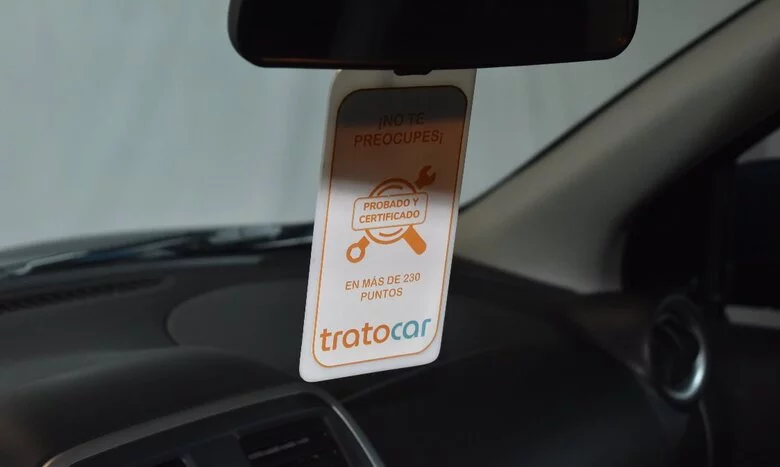 ¡NO TE
PREOCUPES¡
PROBADO Y
CERTIFICADO
EN MÁS DE 230
PUNTOS
tratocar